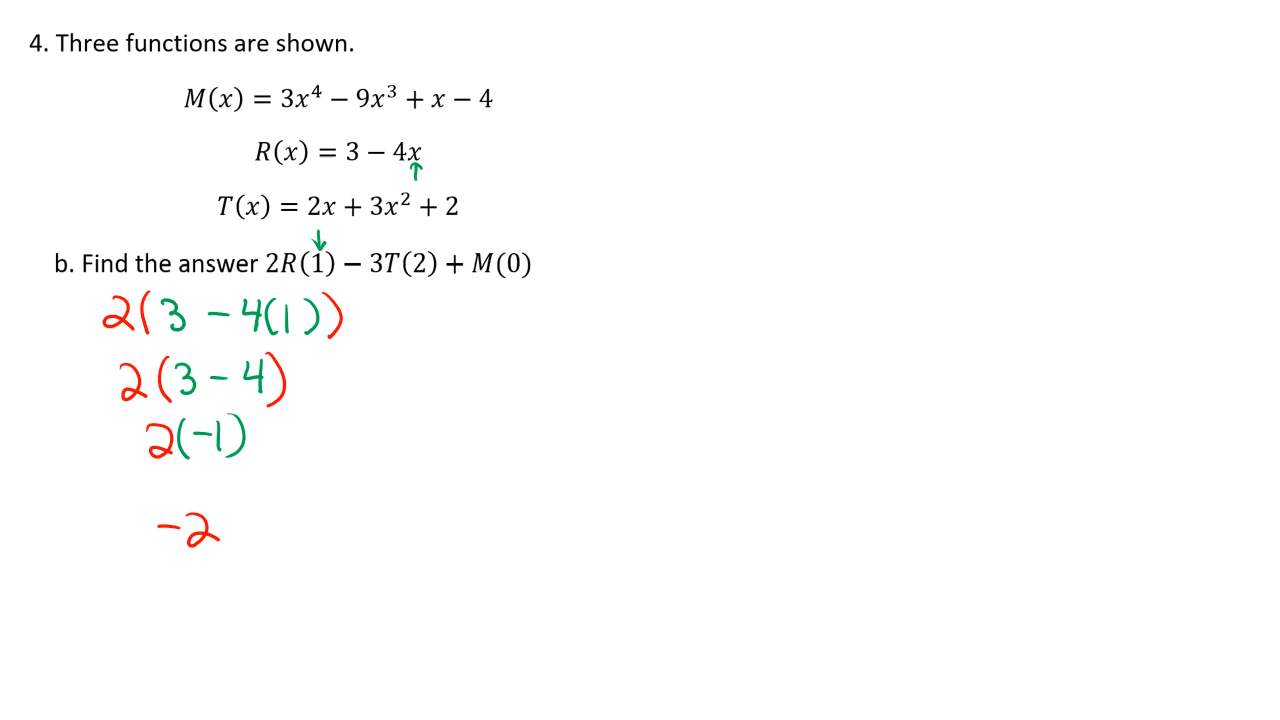 4. Three functions are shown.
M(x) = 3x⁴ − 9x³ + x − 4
R(x) = 3 − 4x
T(x) = 2x + 3x² + 2
b. Find the answer 2R(1) − 3T(2) + M(0)
2(3 − 4(1))
2(3 − 4)
2(−1)
−2